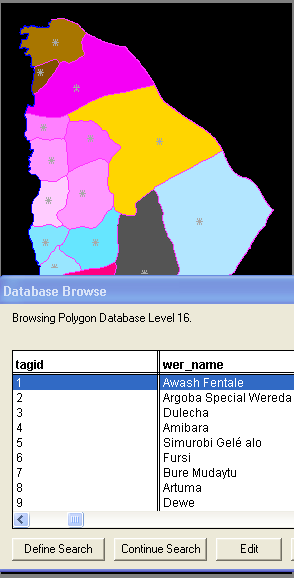 Database Browse
Browsing Polygon Database Level 16.
tagid wer_name
1 Awash Fentale
2 Argoba Special Wereda
3 Dulecha
4 Amibara
5 Simurobi Gelé alo
6 Fursi
7 Bure Mudaytu
8 Artuma
9 Dewe
Define Search Continue Search Edit